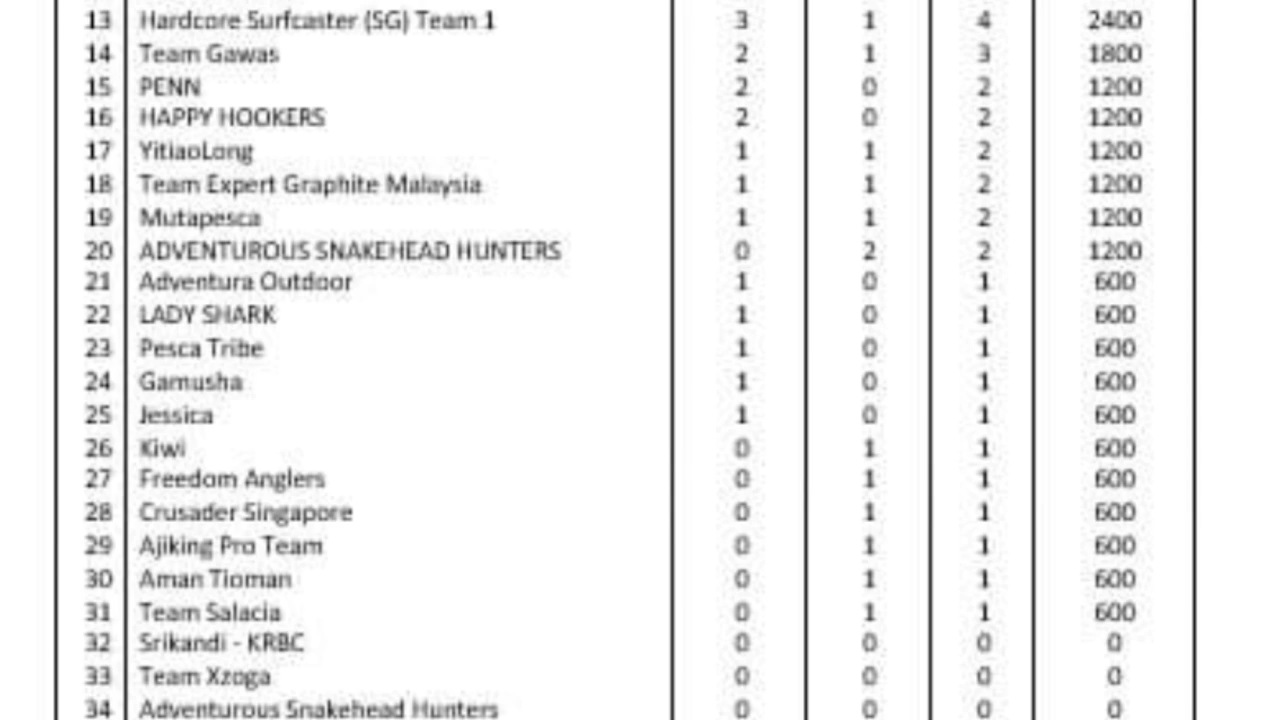 13 Hardcore Surfcaster (SG) Team 1 3 1 4 2400
14 Team Gawas 2 1 3 1800
15 PENN 2 0 2 1200
16 HAPPY HOOKERS 2 0 2 1200
17 YitiaoLong 1 1 2 1200
18 Team Expert Graphite Malaysia 1 1 2 1200
19 Mutapesca 1 1 2 1200
20 ADVENTUROUS SNAKEHEAD HUNTERS 0 2 2 1200
21 Adventura Outdoor 1 0 1 600
22 LADY SHARK 1 0 1 600
23 Pesca Tribe 1 0 1 600
24 Gamusha 1 0 1 600
25 Jessica 1 0 1 600
26 Kiwi 0 1 1 600
27 Freedom Anglers 0 1 1 600
28 Crusader Singapore 0 1 1 600
29 Ajiking Pro Team 0 1 1 600
30 Aman Tioman 0 1 1 600
31 Team Salacia 0 1 1 600
32 Srikandi - KRBC 0 0 0 0
33 Team Xzoga 0 0 0 0
34 Adventurous Snakehead Hunters 0 0 0 0